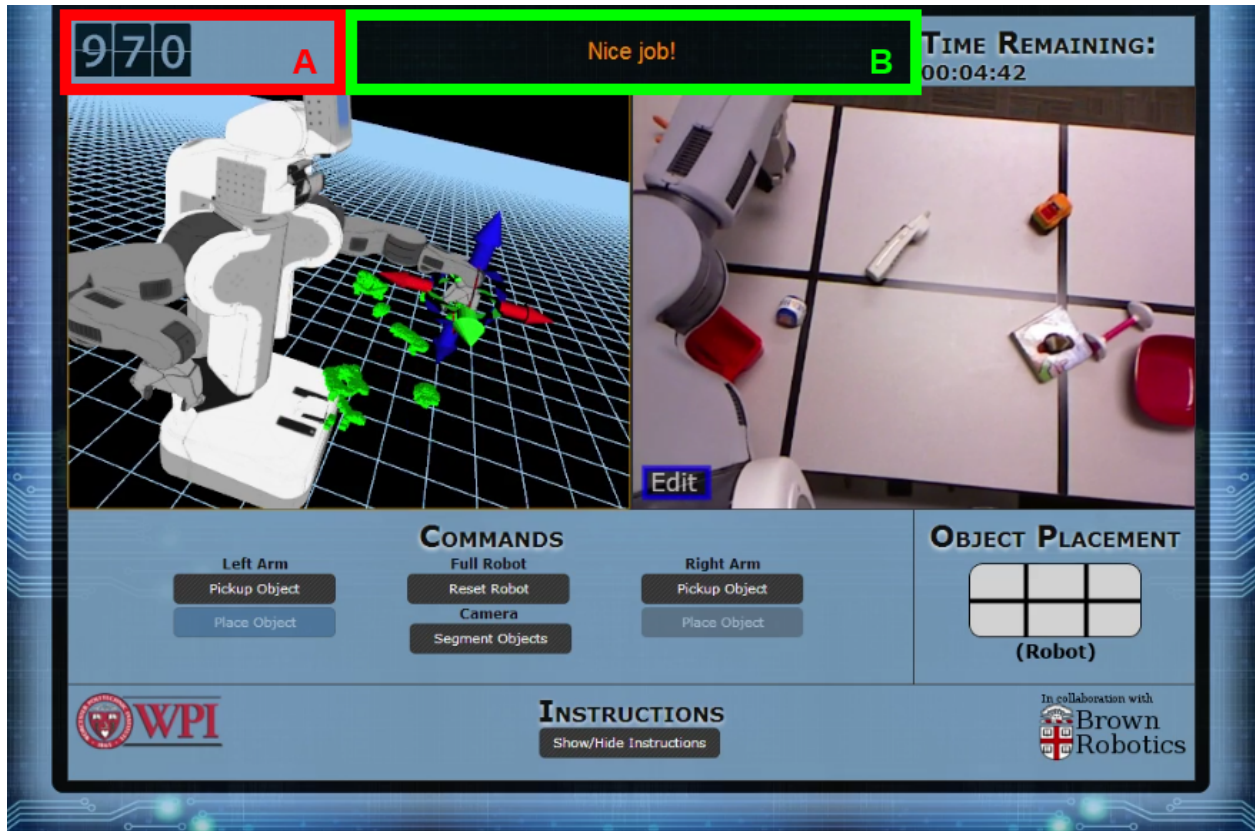 970
A
Nice job!
B
TIME REMAINING:
00:04:42
Edit
COMMANDS
Left Arm
Full Robot
Right Arm
Pickup Object
Reset Robot
Pickup Object
Place Object
Camera
Place Object
Segment Objects
OBJECT PLACEMENT
(Robot)
WPI
INSTRUCTIONS
Show/Hide Instructions
In collaboration with
Brown
Robotics